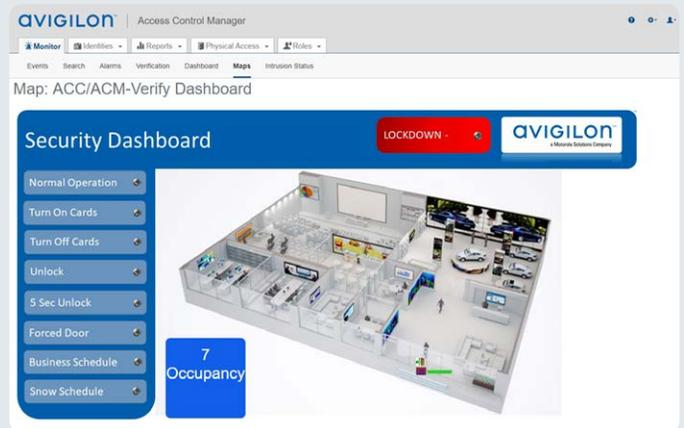 AVIGILON Access Control Manager
Monitor Identities Reports Physical Access Roles
Events Search Alarms Verification Dashboard Maps Intrusion Status
Map: ACC/ACM-Verify Dashboard
Security Dashboard
LOCKDOWN -
AVIGILON
a Motorola Solutions Company
Normal Operation
Turn On Cards
Turn Off Cards
Unlock
5 Sec Unlock
Forced Door
Business Schedule
Snow Schedule
7
Occupancy